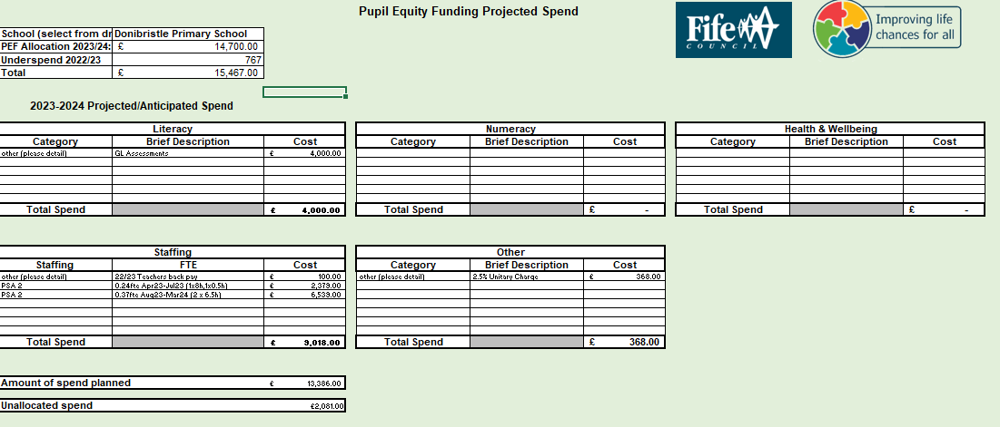 Pupil Equity Funding Projected Spend
Fife
COUNCIL
Improving life
chances for all
School (select from dr Donibristle Primary School
PEF Allocation 2023/24: £ 14,700.00
Underspend 2022/23 767
Total £ 15,467.00
2023-2024 Projected/Anticipated Spend
Literacy
Category Brief Description Cost
other (please detail) GL Assessments £ 4,000.00
Total Spend £ 4,000.00
Numeracy
Category Brief Description Cost
Total Spend £ -
Health & Wellbeing
Category Brief Description Cost
Total Spend £ -
Staffing
Staffing FTE Cost
other (please detail) 22/23 Teachers back pay £ 100.00
PSA 2 0.24fte Apr23-Jul23 (1x8h,1x0.5h) £ 2,379.00
PSA 2 0.37fte Aug23-Mar24 (2 x 6.5h) £ 6,539.00
Total Spend £ 9,018.00
Other
Category Brief Description Cost
other (please detail) 2.5% Unitary Charge £ 368.00
Total Spend £ 368.00
Amount of spend planned £ 13,386.00
Unallocated spend £2,081.00